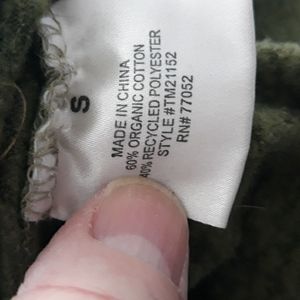 S
MADE IN CHINA
60% ORGANIC COTTON
40% RECYCLED POLYESTER
STYLE #TM21152
RN# 77052